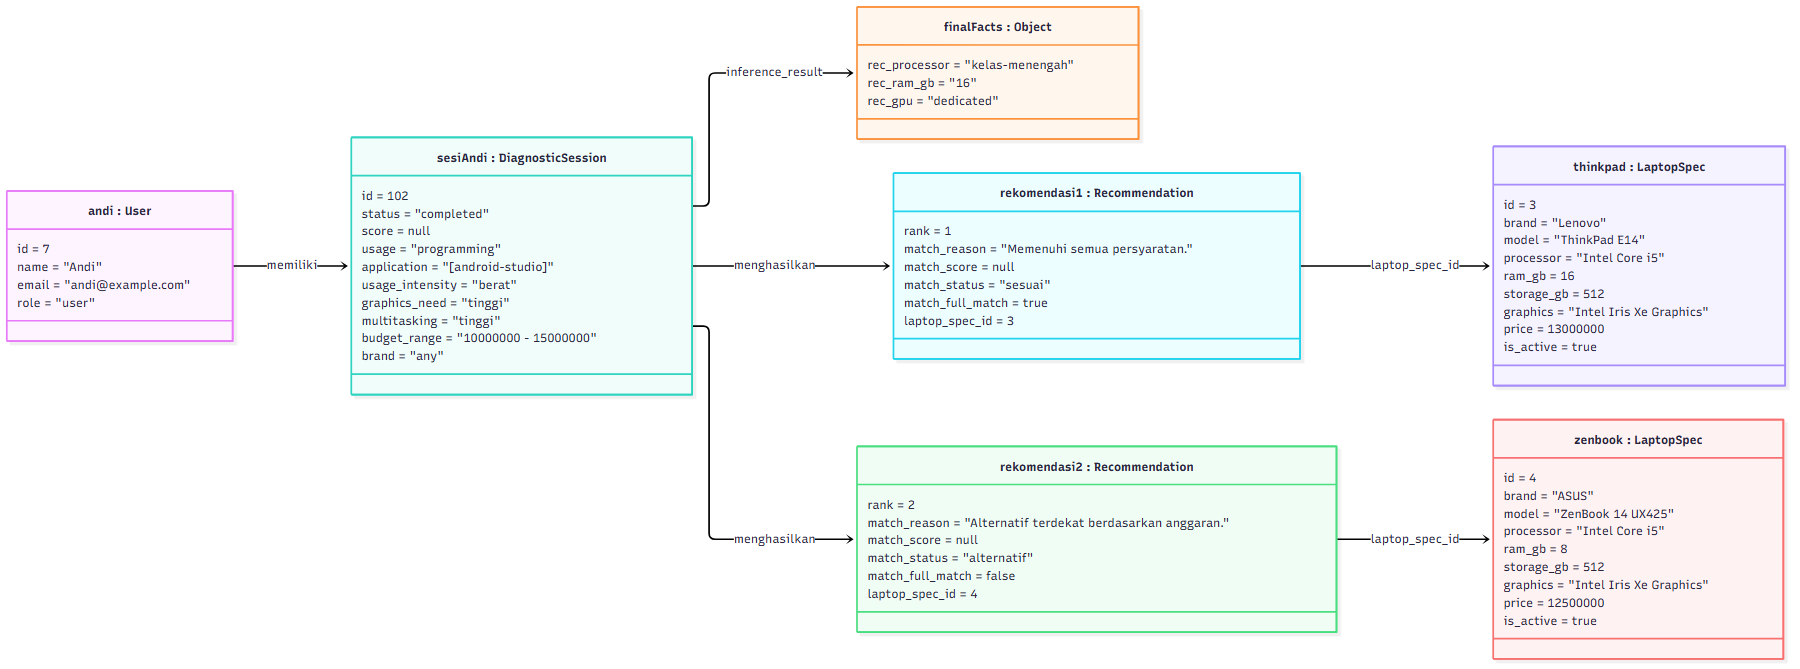 finalFacts : Object
rec_processor = "kelas-menengah"
rec_ram_gb = "16"
rec_gpu = "dedicated"
inference_result
andi : User
id = 7
name = "Andi"
email = "andi@example.com"
role = "user"
memiliki
sesiAndi : DiagnosticSession
id = 102
status = "completed"
score = null
usage = "programming"
application = "[android-studio]"
usage_intensity = "berat"
graphics_need = "tinggi"
multitasking = "tinggi"
budget_range = "10000000 - 15000000"
brand = "any"
menghasilkan
rekomendasi1 : Recommendation
rank = 1
match_reason = "Memenuhi semua persyaratan."
match_score = null
match_status = "sesuai"
match_full_match = true
laptop_spec_id = 3
laptop_spec_id
thinkpad : LaptopSpec
id = 3
brand = "Lenovo"
model = "ThinkPad E14"
processor = "Intel Core i5"
ram_gb = 16
storage_gb = 512
graphics = "Intel Iris Xe Graphics"
price = 13000000
is_active = true
menghasilkan
rekomendasi2 : Recommendation
rank = 2
match_reason = "Alternatif terdekat berdasarkan anggaran."
match_score = null
match_status = "alternatif"
match_full_match = false
laptop_spec_id = 4
laptop_spec_id
zenbook : LaptopSpec
id = 4
brand = "ASUS"
model = "ZenBook 14 UX425"
processor = "Intel Core i5"
ram_gb = 8
storage_gb = 512
graphics = "Intel Iris Xe Graphics"
price = 12500000
is_active = true